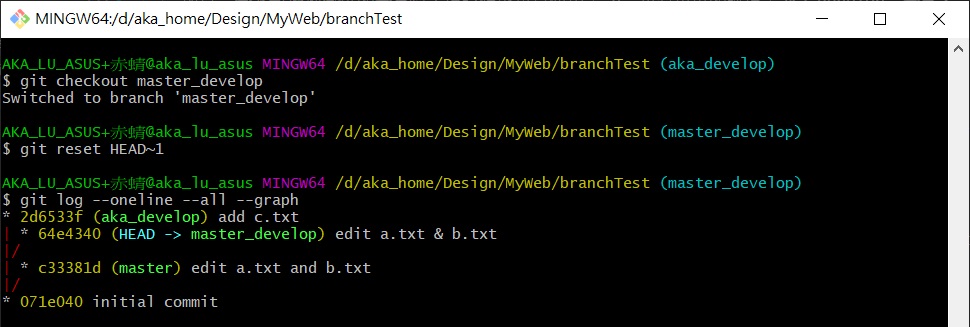 MINGW64:/d/aka_home/Design/MyWeb/branchTest
AKA_LU_ASUS+赤蜻@aka_lu_asus MINGW64 /d/aka_home/Design/MyWeb/branchTest (aka_develop)
$ git checkout master_develop
Switched to branch 'master_develop'
AKA_LU_ASUS+赤蜻@aka_lu_asus MINGW64 /d/aka_home/Design/MyWeb/branchTest (master_develop)
$ git reset HEAD~1
AKA_LU_ASUS+赤蜻@aka_lu_asus MINGW64 /d/aka_home/Design/MyWeb/branchTest (master_develop)
$ git log --oneline --all --graph
* 2d6533f (aka_develop) add c.txt
| * 64e4340 (HEAD -> master_develop) edit a.txt & b.txt
|/
| * c33381d (master) edit a.txt and b.txt
|/
* 071e040 initial commit